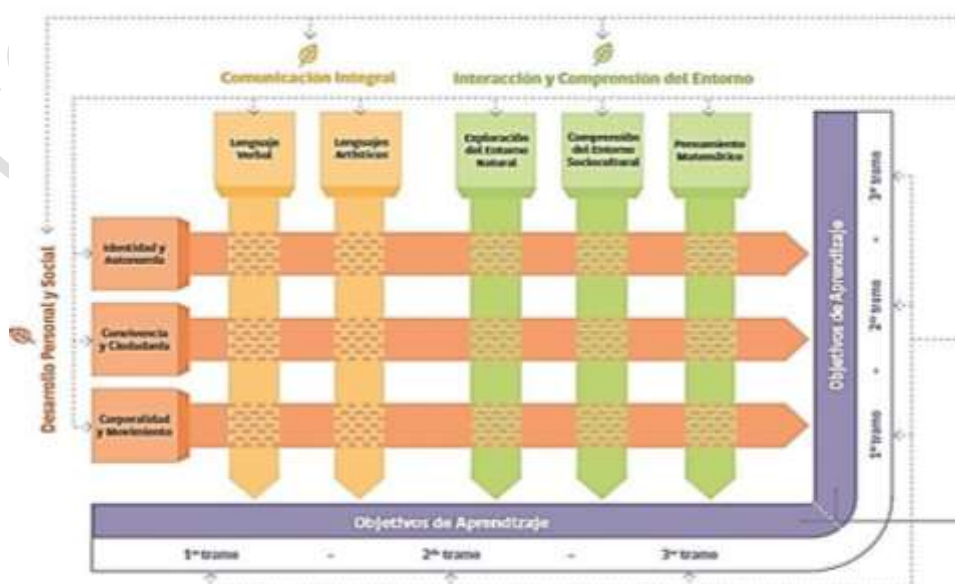 Comunicación Integral
Interacción y Comprensión del Entorno
Lenguaje
Verbal
Lenguajes
Artísticos
Exploración
del Entorno
Natural
Comprensión
del Entorno
Sociocultural
Pensamiento
Matemático
Desarrollo Personal y Social
Identidad y
Autonomía
Convivencia
y Ciudadanía
Corporalidad
y Movimiento
Objetivos de Aprendizaje
1er tramo - 2do tramo - 3er tramo
Objetivos de Aprendizaje
1er tramo - 2do tramo - 3er tramo